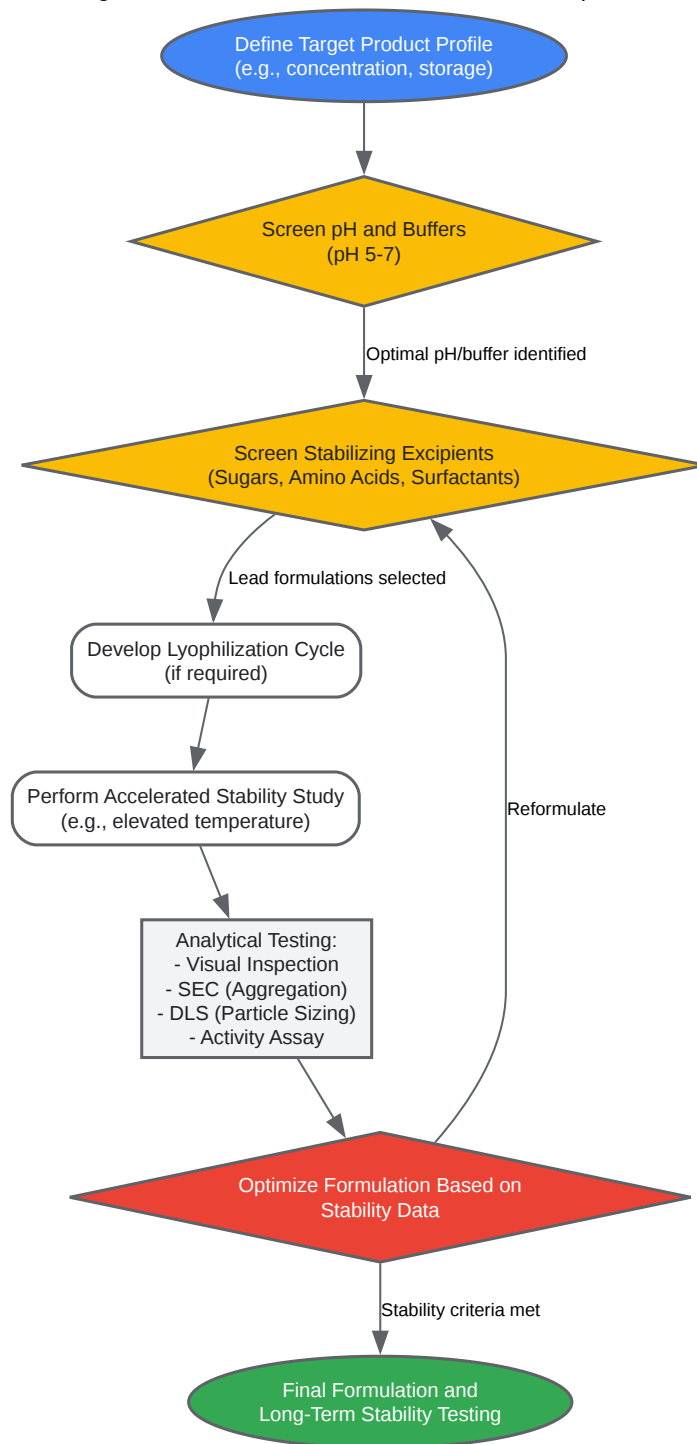 Define Target Product Profile
(e.g., concentration, storage)
Screen pH and Buffers
(pH 5-7)
Optimal pH/buffer identified
Screen Stabilizing Excipients
(Sugars, Amino Acids, Surfactants)
Lead formulations selected
Develop Lyophilization Cycle
(if required)
Perform Accelerated Stability Study
(e.g., elevated temperature)
Reformulate
Analytical Testing:
- Visual Inspection
- SEC (Aggregation)
- DLS (Particle Sizing)
- Activity Assay
Optimize Formulation Based on
Stability Data
Stability criteria met
Final Formulation and
Long-Term Stability Testing